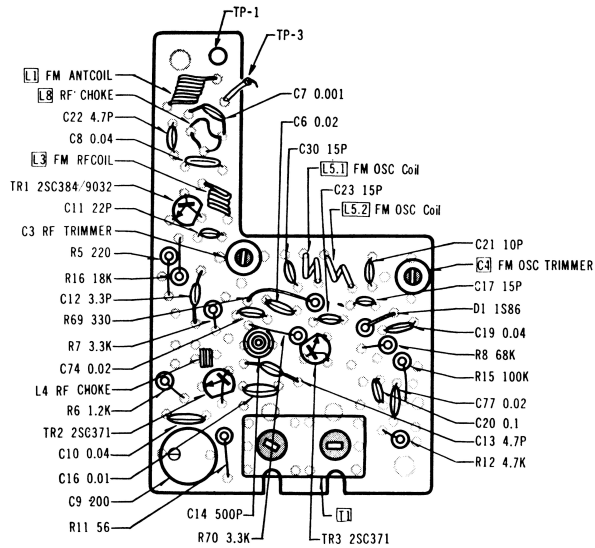 TP-1
TP-3
L1 FM ANTCOIL
L8 RF CHOKE
C22 4.7P
C8 0.04
L3 FM RFCOIL
TR1 2SC384/9032
C11 22P
C3 RF TRIMMER
R5 220
R16 18K
C12 3.3P
R69 330
R7 3.3K
C74 0.02
L4 RF CHOKE
R6 1.2K
TR2 2SC371
C10 0.04
C16 0.01
C9 200
R11 56
C7 0.001
C6 0.02
C30 15P
L5.1 FM OSC Coil
C23 15P
L5.2 FM OSC Coil
C21 10P
C4 FM OSC TRIMMER
C17 15P
D1 1S86
C19 0.04
R8 68K
R15 100K
C77 0.02
C20 0.1
C13 4.7P
R12 4.7K
C14 500P
T1
R70 3.3K
TR3 2SC371